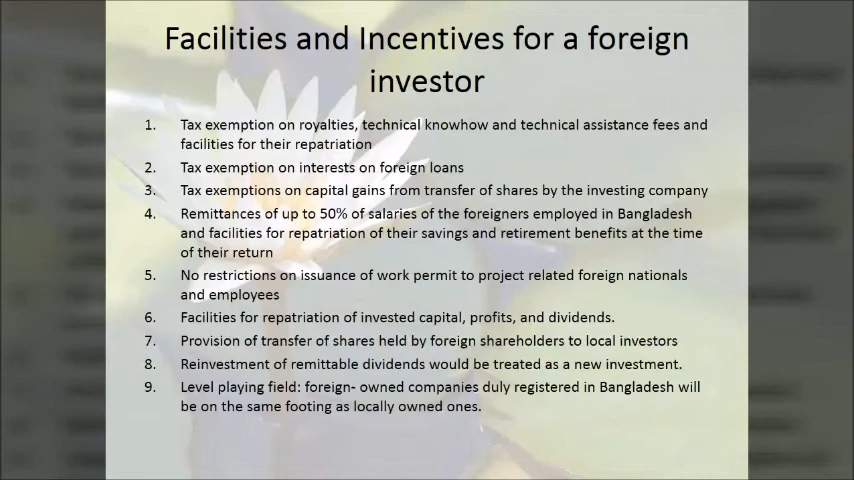 Facilities and Incentives for a foreign
investor
1. Tax exemption on royalties, technical knowhow and technical assistance fees and
facilities for their repatriation
2. Tax exemption on interests on foreign loans
3. Tax exemptions on capital gains from transfer of shares by the investing company
4. Remittances of up to 50% of salaries of the foreigners employed in Bangladesh
and facilities for repatriation of their savings and retirement benefits at the time
of their return
5. No restrictions on issuance of work permit to project related foreign nationals
and employees
6. Facilities for repatriation of invested capital, profits, and dividends.
7. Provision of transfer of shares held by foreign shareholders to local investors
8. Reinvestment of remittable dividends would be treated as a new investment.
9. Level playing field: foreign- owned companies duly registered in Bangladesh will
be on the same footing as locally owned ones.